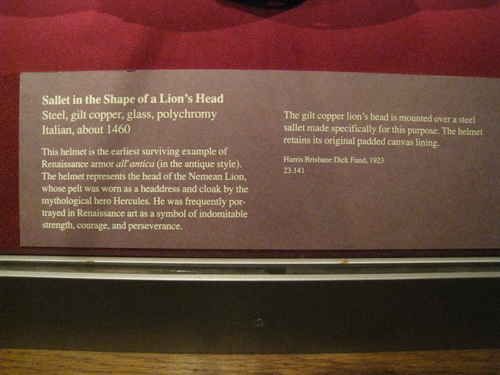 Sallet in the Shape of a Lion's Head
Steel, gilt copper, glass, polychromy
Italian, about 1460
This helmet is the earliest surviving example of
Renaissance armor all'antica (in the antique style).
The helmet represents the head of the Nemean Lion,
whose pelt was worn as a headdress and cloak by the
mythological hero Hercules. He was frequently por-
trayed in Renaissance art as a symbol of indomitable
strength, courage, and perseverance.
The gilt copper lion's head is mounted over a steel
sallet made specifically for this purpose. The helmet
retains its original padded canvas lining.
Harris Brisbane Dick Fund, 1923
23.141